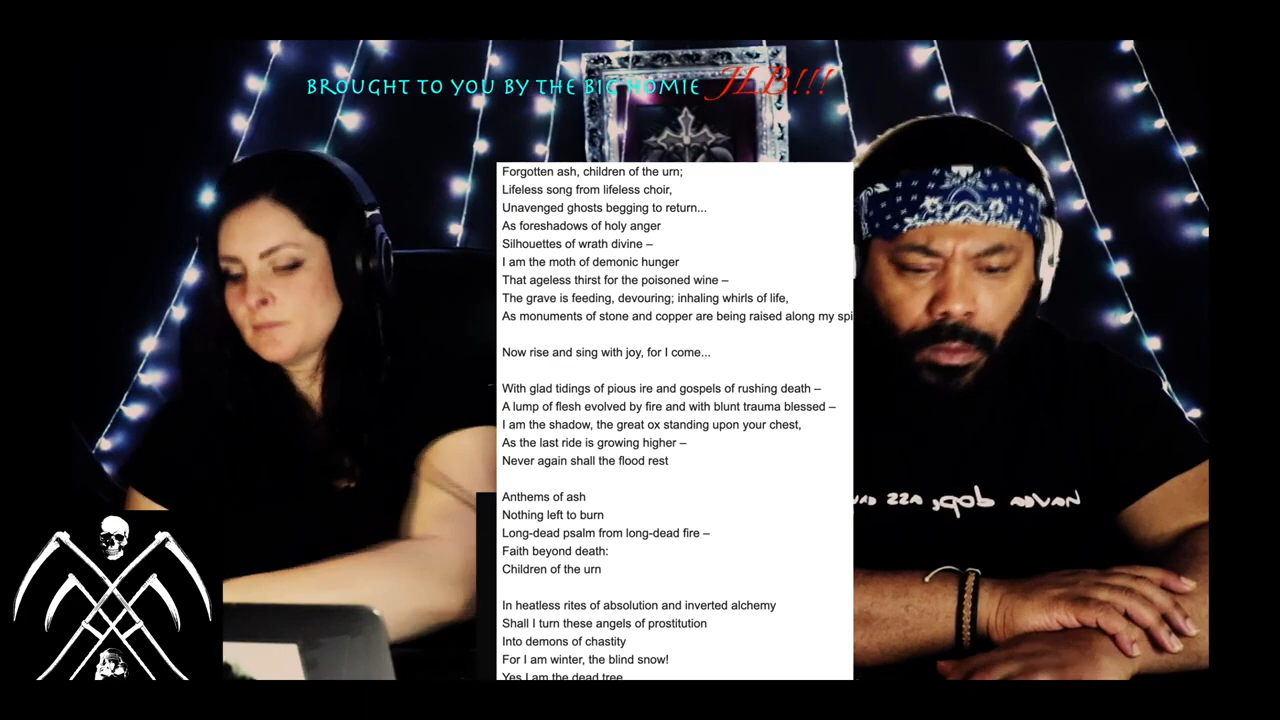 BROUGHT TO YOU BY THE BIG HOMIE JLB!!!
Forgotten ash, children of the urn;
Lifeless song from lifeless choir,
Unavenged ghosts begging to return...
As foreshadows of holy anger
Silhouettes of wrath divine –
I am the moth of demonic hunger
That ageless thirst for the poisoned wine –
The grave is feeding, devouring; inhaling whirls of life,
As monuments of stone and copper are being raised along my spi
Now rise and sing with joy, for I come...
With glad tidings of pious ire and gospels of rushing death –
A lump of flesh evolved by fire and with blunt trauma blessed –
I am the shadow, the great ox standing upon your chest,
As the last ride is growing higher –
Never again shall the flood rest
Anthems of ash
Nothing left to burn
Long-dead psalm from long-dead fire –
Faith beyond death:
Children of the urn
In heatless rites of absolution and inverted alchemy
Shall I turn these angels of prostitution
Into demons of chastity
For I am winter, the blind snow!
Yes I am the dead tree